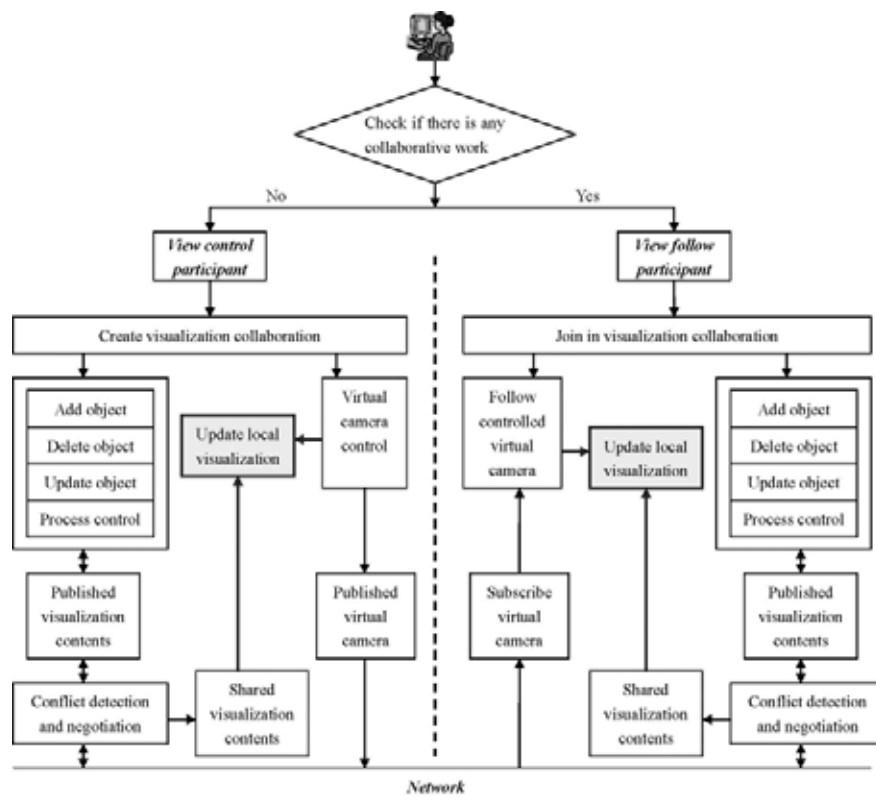 Check if there is any
collaborative work
No
Yes
View control
participant
View follow
participant
Create visualization collaboration
Join in visualization collaboration
Add object
Delete object
Update object
Process control
Update local
visualization
Virtual
camera
control
Follow
controlled
virtual
camera
Update local
visualization
Add object
Delete object
Update object
Process control
Published
visualization
contents
Published
virtual
camera
Subscribe
virtual
camera
Published
visualization
contents
Conflict detection
and negotiation
Shared
visualization
contents
Shared
visualization
contents
Conflict detection
and negotiation
Network